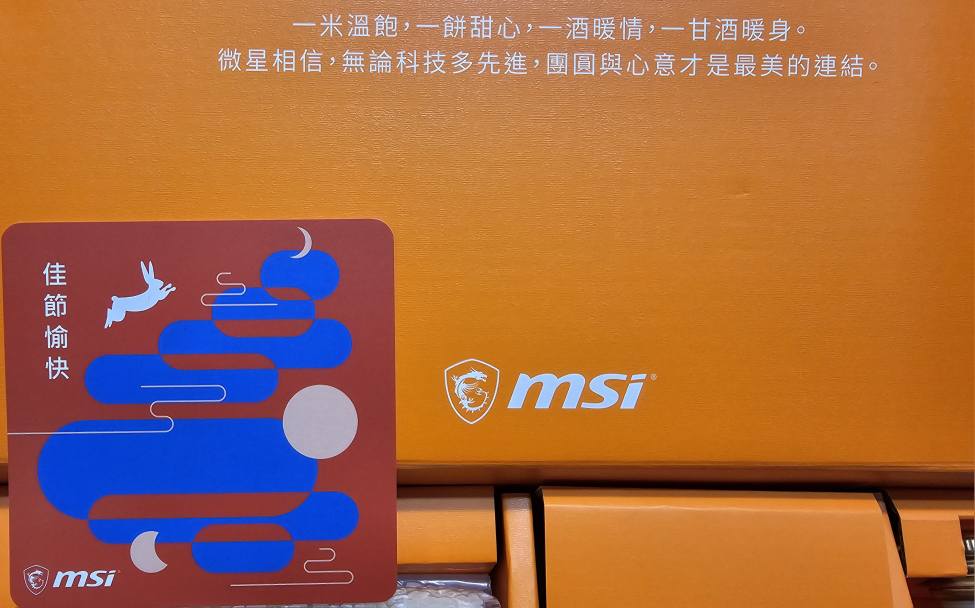 一米溫飽,一餅甜心,一酒暖情,一甘酒暖身。
微星相信,無論科技多先進,團圓與心意才是最美的連結。
佳節愉快
msi
msi